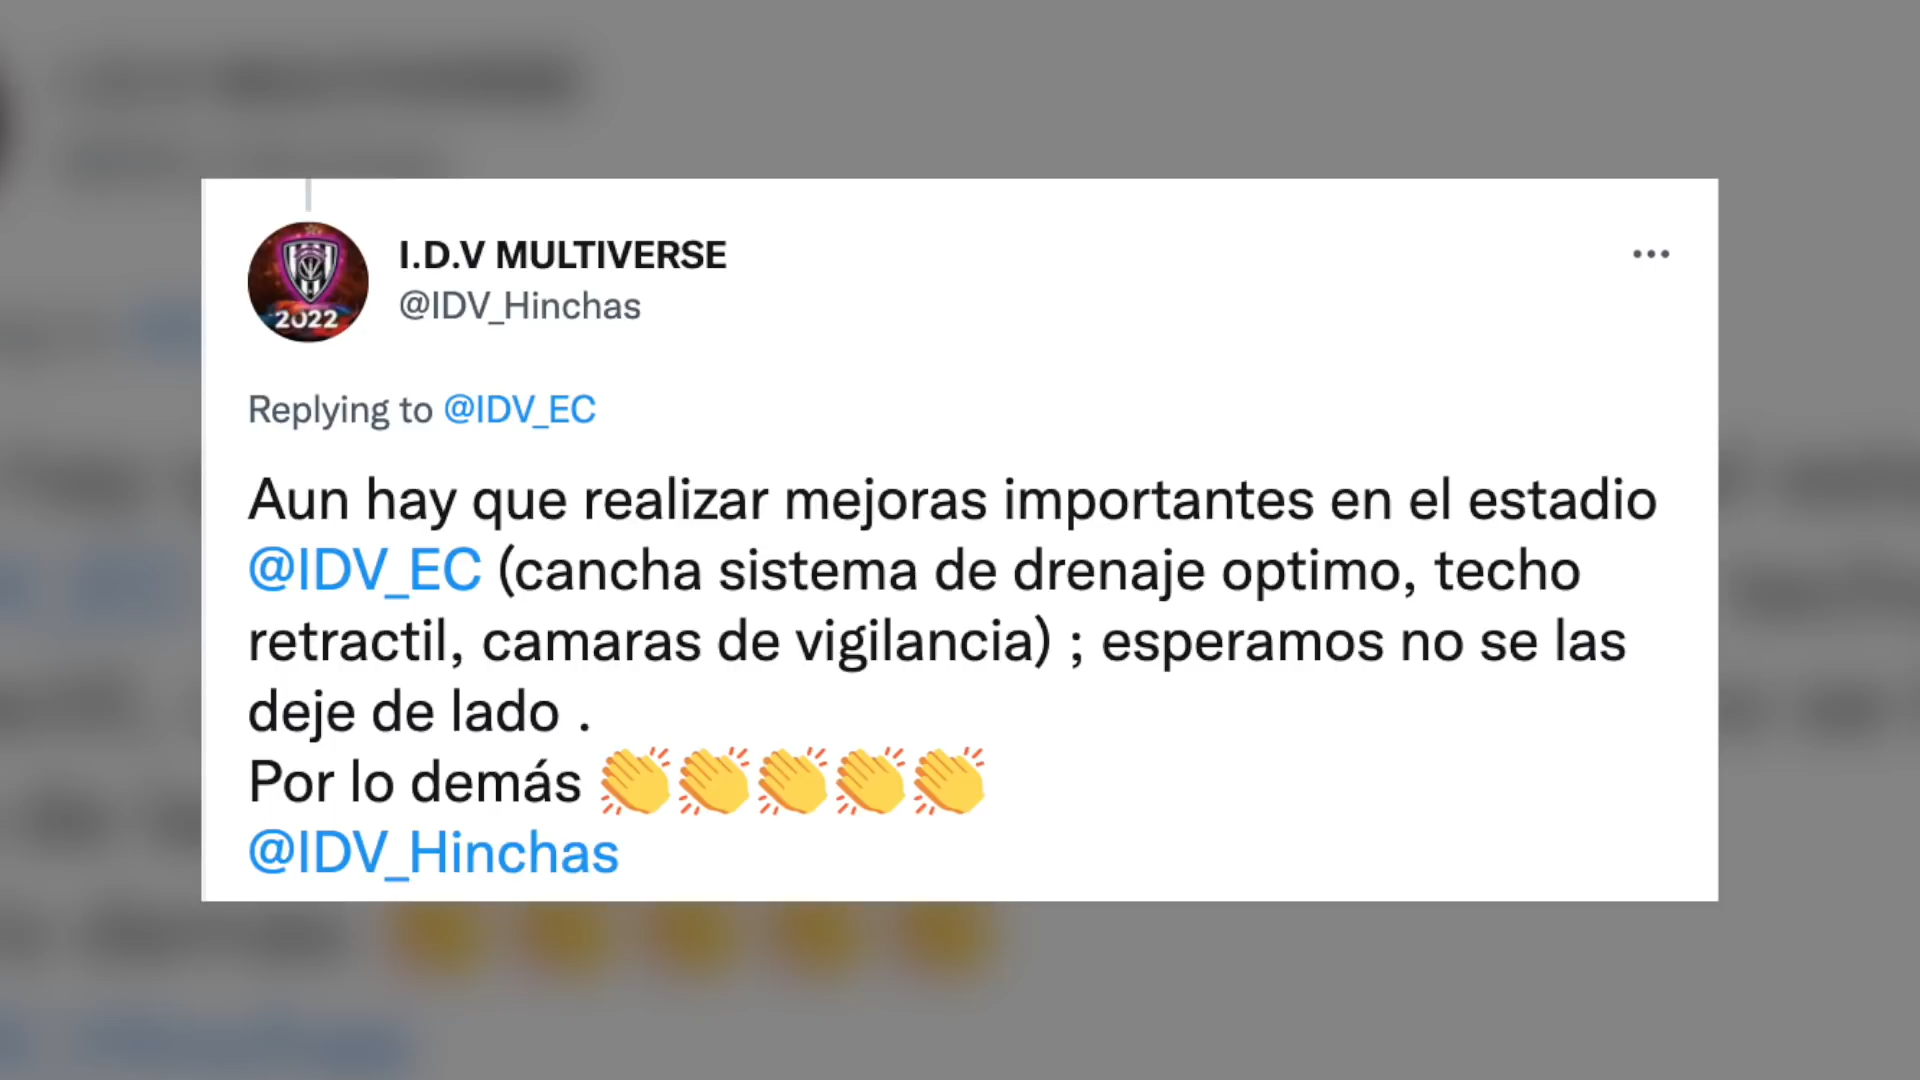 I.D.V MULTIVERSE
@IDV_Hinchas
2022
Replying to @IDV_EC
Aun hay que realizar mejoras importantes en el estadio
@IDV_EC (cancha sistema de drenaje optimo, techo
retractil, camaras de vigilancia) ; esperamos no se las
deje de lado .
Por lo demás 👏👏👏👏👏
@IDV_Hinchas